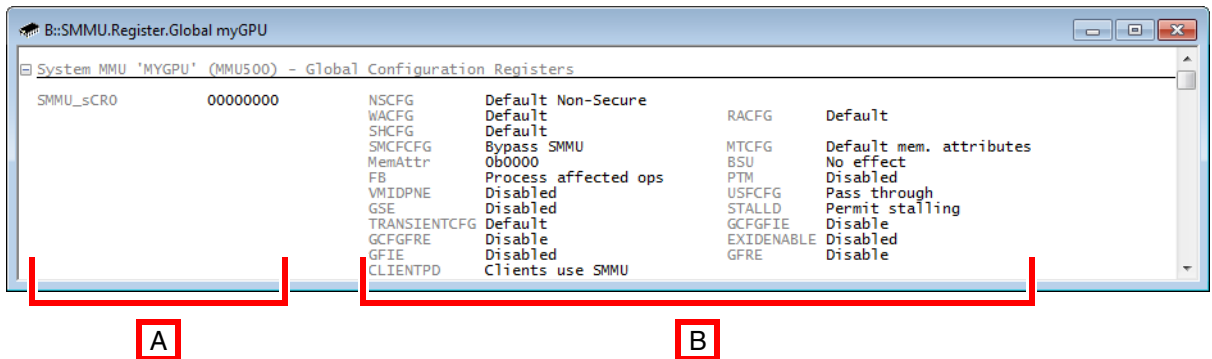 B::SMMU.Register.Global myGPU
System MMU 'MYGPU' (MMU500) - Global Configuration Registers
SMMU_sCR0 00000000 NSCFG Default Non-Secure
WACFG Default RACFG Default
SHCFG Default
SMCFCFG Bypass SMMU MTCFG Default mem. attributes
MemAttr 0b0000 BSU No effect
FB Process affected ops PTM Disabled
VMIDPNE Disabled USFCFG Pass through
GSE Disabled STALLD Permit stalling
TRANSIENTCFG Default GCFGFIE Disable
GCFGFRE Disable EXIDENABLE Disabled
GFIE Disabled GFRE Disable
CLIENTPD Clients use SMMU
A B